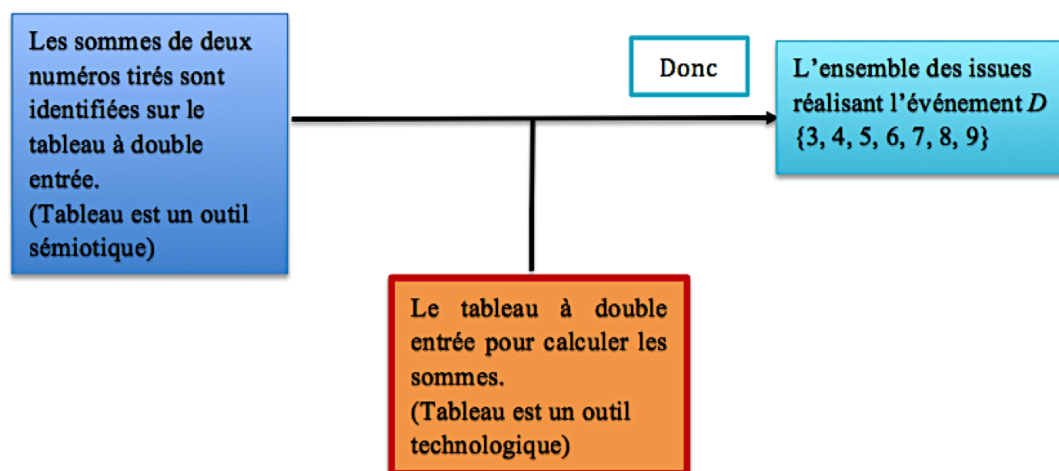 Les sommes de deux
numéros tirés sont
identifiées sur le
tableau à double
entrée.
(Tableau est un outil
sémiotique)
Donc
L'ensemble des issues
réalisant l'événement D
{3, 4, 5, 6, 7, 8, 9}
Le tableau à double
entrée pour calculer les
sommes.
(Tableau est un outil
technologique)